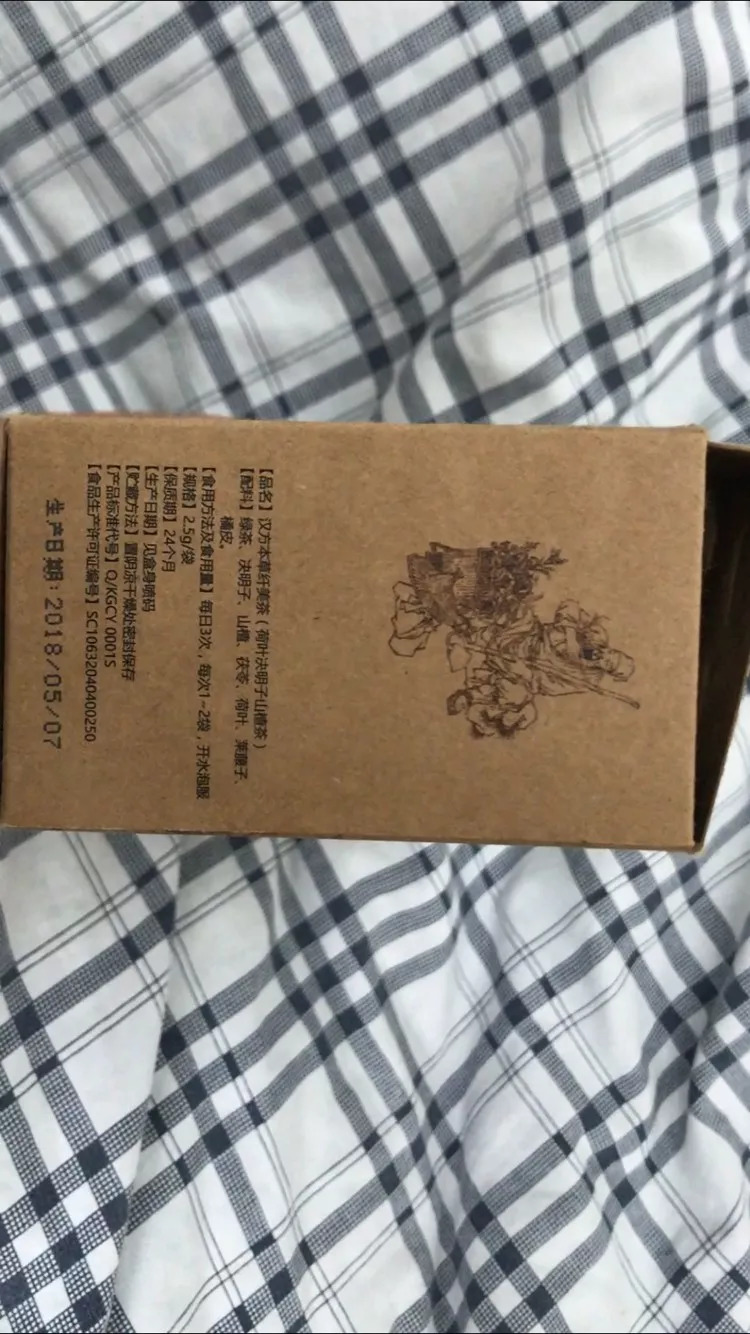 【品名】汉方本草纤美茶（荷叶决明子山楂茶）
【配料】绿茶、决明子、山楂、茯苓、荷叶、莱菔子、
橘皮。
【食用方法及食用量】每日3次，每次1~2袋，开水泡服
【规格】2.5g/袋
【保质期】24个月
【生产日期】见盒身喷码
【贮藏方法】置阴凉干燥处密封保存
【产品标准代号】Q/KGCY 0001S
【食品生产许可证编号】SC10632040400250
生产日期:2018/05/07